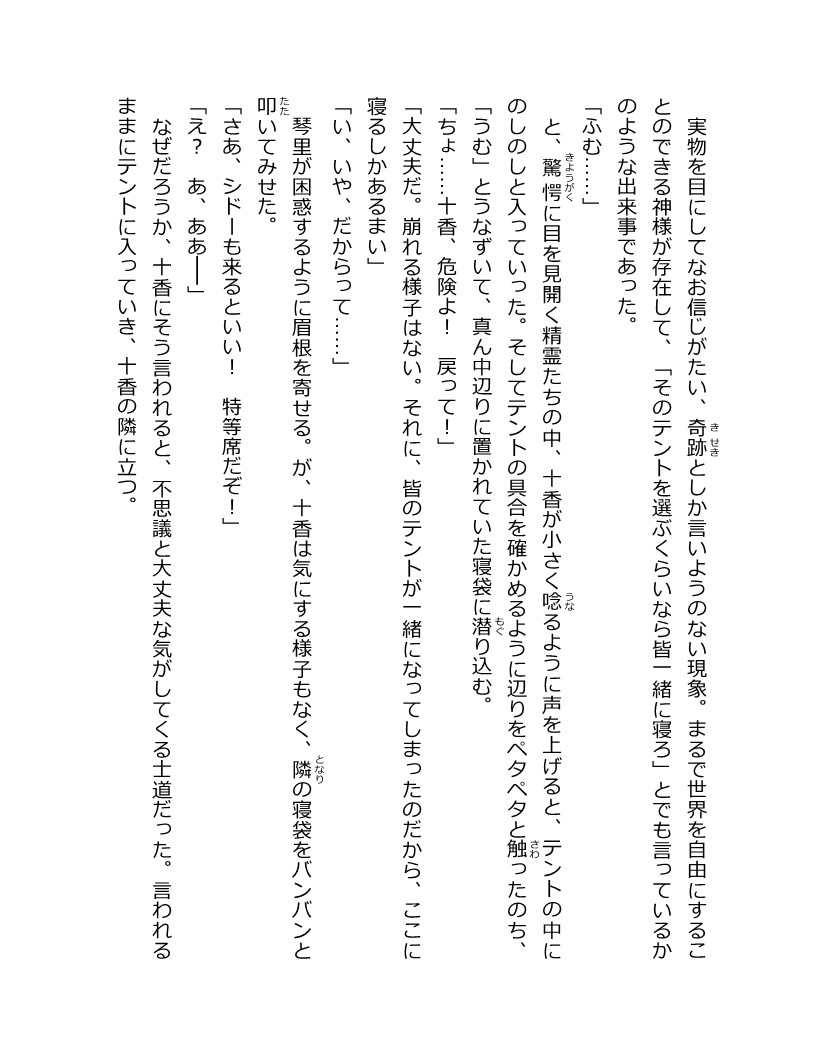 実物を目にしてなお信じがたい、奇跡としか言いようのない現象。まるで世界を自由にするこ
とのできる神様が存在して、「そのテントを選ぶくらいなら皆一緒に寝ろ」とでも言っているか
のような出来事であった。
「ふむ……」
　と、驚愕に目を見開く精霊たちの中、十香が小さく唸るように声を上げると、テントの中に
のしのしと入っていった。そしてテントの具合を確かめるように辺りをペタペタと触ったのち、
「うむ」とうなずいて、真ん中辺りに置かれていた寝袋に潜り込む。
「ちょ……十香、危険よ！　戻って！」
「大丈夫だ。崩れる様子はない。それに、皆のテントが一緒になってしまったのだから、ここに
寝るしかあるまい」
「い、いや、だからって……」
　琴里が困惑するように眉根を寄せる。が、十香は気にする様子もなく、隣の寝袋をバンバンと
叩いてみせた。
「さあ、シドーも来るといい！　特等席だぞ！」
「え？　あ、ああ――」
　なぜだろうか、十香にそう言われると、不思議と大丈夫な気がしてくる士道だった。言われる
ままにテントに入っていき、十香の隣に立つ。